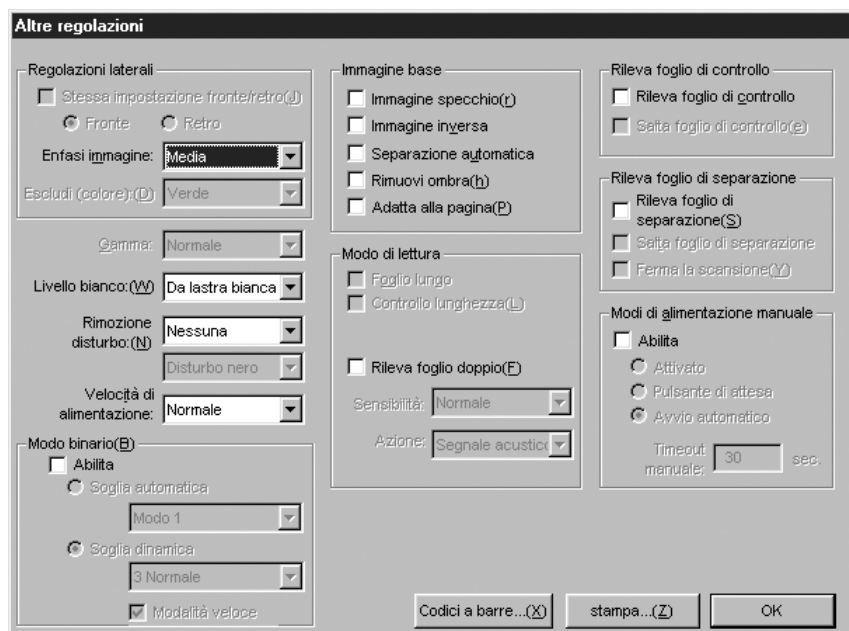 Altre regolazioni
Regolazioni laterali
Stessa impostazione fronte/retro(J)
Fronte
Retro
Enfasi immagine:
Media
Escludi (colore):(D)
Verde
Gamma:
Normale
Livello bianco:(W)
Da lastra bianca
Rimozione
disturbo:(N)
Nessuna
Disturbo nero
Velocità di
alimentazione:
Normale
Modo binario(B)
Abilita
Soglia automatica
Modo 1
Soglia dinamica
3 Normale
Modalità veloce
Immagine base
Immagine specchio(r)
Immagine inversa
Separazione automatica
Rimuovi ombra(h)
Adatta alla pagina(P)
Modo di lettura
Foglio lungo
Controllo lunghezza(L)
Rileva foglio doppio(F)
Sensibilità:
Normale
Azione:
Segnale acustic
Rileva foglio di controllo
Rileva foglio di controllo
Salta foglio di controllo(e)
Rileva foglio di separazione
Rileva foglio di
separazione(S)
Salta foglio di separazione
Ferma la scansione(Y)
Modi di alimentazione manuale
Abilita
Attivato
Pulsante di attesa
Avvio automatico
Timeout
manuale:
30
sec.
Codici a barre...(X)
stampa...(Z)
OK